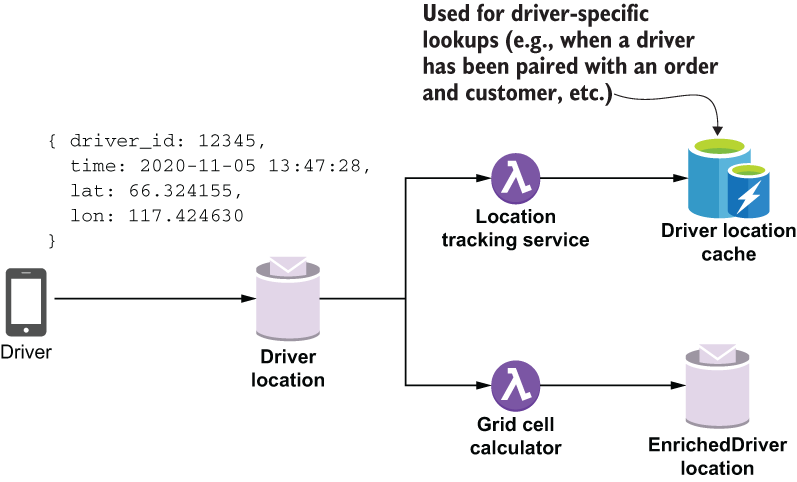 Used for driver-specific
lookups (e.g., when a driver
has been paired with an order
and customer, etc.)
{ driver_id: 12345,
time: 2020-11-05 13:47:28,
lat: 66.324155,
lon: 117.424630
}
λ
Location
tracking service
Driver location
cache
Driver
Driver
location
λ
Grid cell
calculator
EnrichedDriver
location